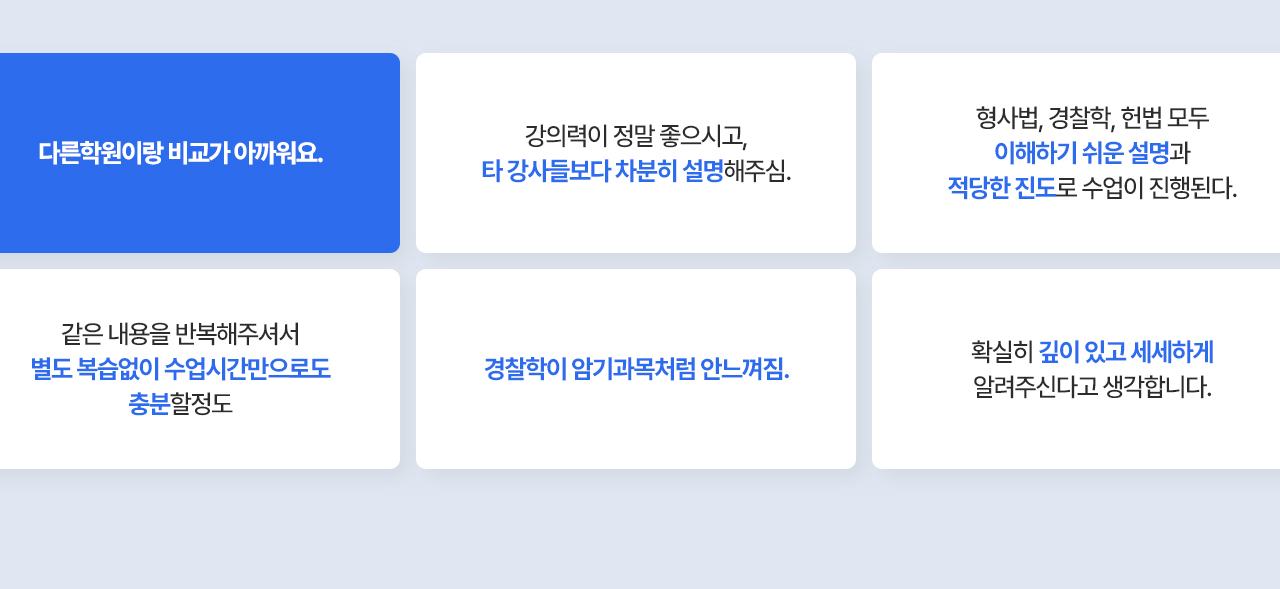 다른학원이랑 비교가 아까워요.
강의력이 정말 좋으시고,
타 강사들보다 차분히 설명해주심.
형사법, 경찰학, 헌법 모두
이해하기 쉬운 설명과
적당한 진도로 수업이 진행된다.
같은 내용을 반복해주셔서
별도 복습없이 수업시간만으로도
충분할정도
경찰학이 암기과목처럼 안느껴짐.
확실히 깊이 있고 세세하게
알려주신다고 생각합니다.